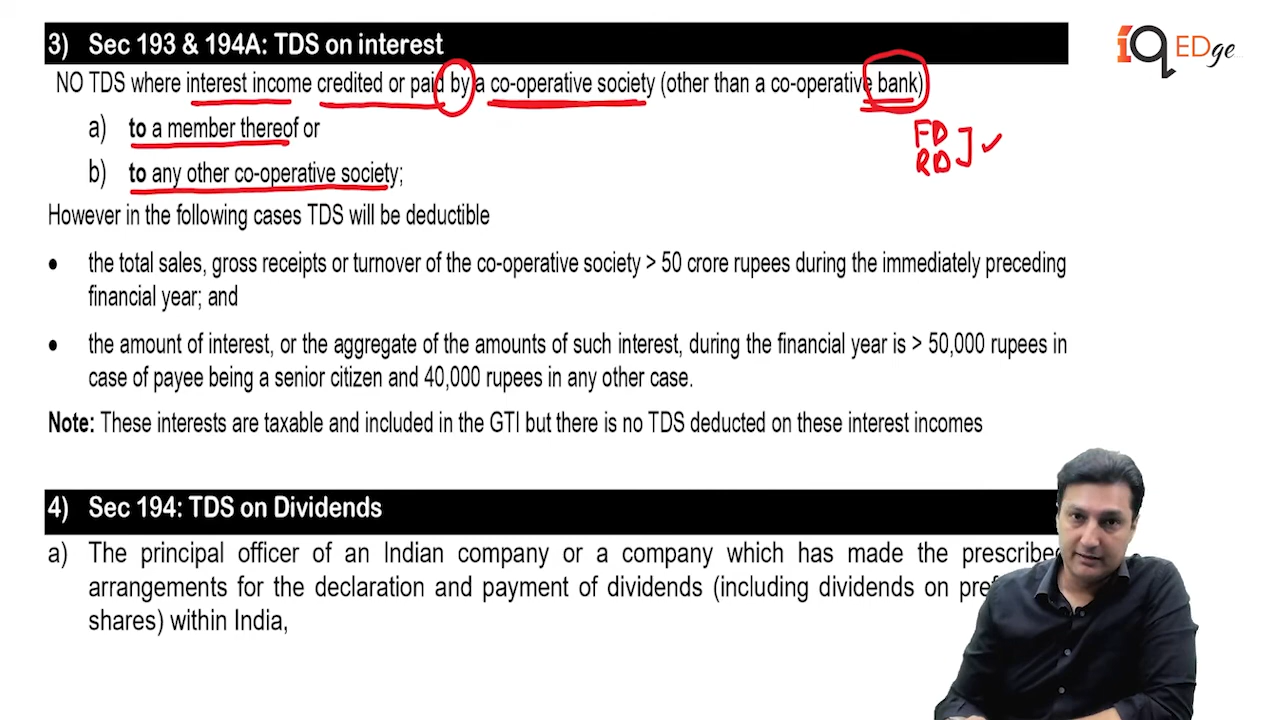 3) Sec 193 & 194A: TDS on interest
iQ EDge
NO TDS where interest income credited or paid by a co-operative society (other than a co-operative bank)
a) to a member thereof or
FD
b) to any other co-operative society;
RD
However in the following cases TDS will be deductible
• the total sales, gross receipts or turnover of the co-operative society > 50 crore rupees during the immediately preceding
financial year; and
• the amount of interest, or the aggregate of the amounts of such interest, during the financial year is > 50,000 rupees in
case of payee being a senior citizen and 40,000 rupees in any other case.
Note: These interests are taxable and included in the GTI but there is no TDS deducted on these interest incomes
4) Sec 194: TDS on Dividends
a) The principal officer of an Indian company or a company which has made the
arrangements for the declaration and payment of dividends (including dividends on
shares) within India,